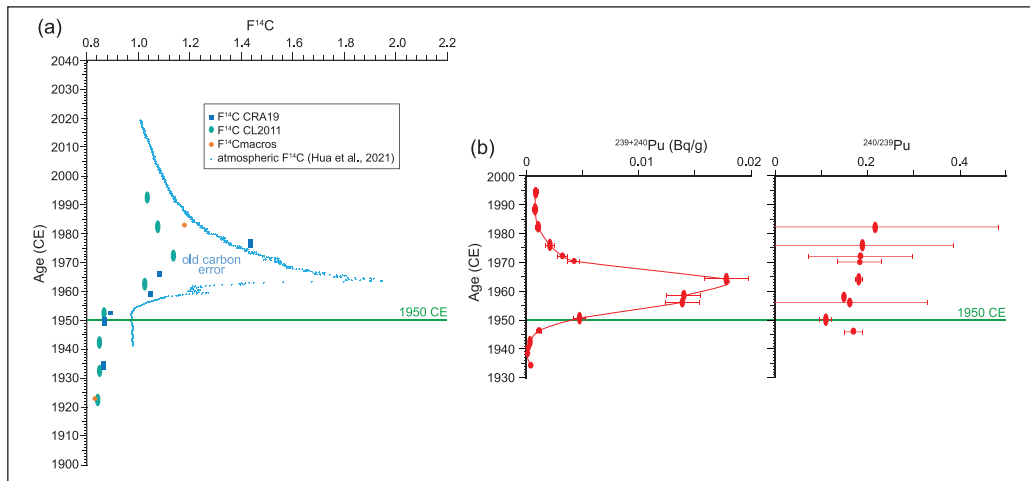 (a)
F¹⁴C
0.8 1.0 1.2 1.4 1.6 1.8 2.0 2.2
Age (CE)
2040
2030
2020
2010
2000
1990
1980
1970
1960
1950
1940
1930
1920
1910
1900
F¹⁴C CRA19
F¹⁴C CL2011
F¹⁴Cmacros
atmospheric F¹⁴C (Hua et al., 2021)
old carbon
error
1950 CE
(b)
²³⁹⁺²⁴⁰Pu (Bq/g)
0 0.01 0.02
Age (CE)
2000
1990
1980
1970
1960
1950
1940
1930
²⁴⁰/²³⁹Pu
0 0.2 0.4
Age (CE)
1950 CE